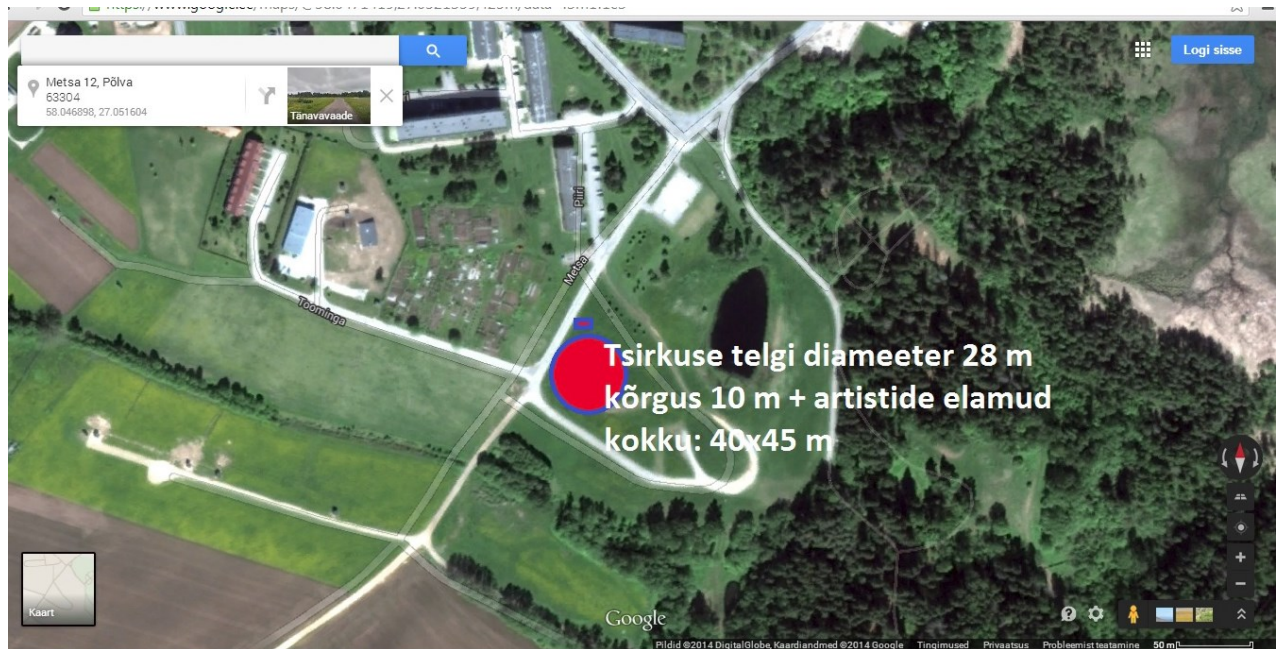 Logi sisse
Metsa 12, Põlva
63304
58.046898, 27.051604
Tänavavaade
Piiri
Metsa
Toominga
Tsirkuse telgi diameeter 28 m
kõrgus 10 m + artistide elamud
kokku: 40x45 m
Kaart
Google
Pildid ©2014 DigitalGlobe, Kaardiandmed ©2014 Google Tingimused Privaatsus Probleemist teatamine 50 m